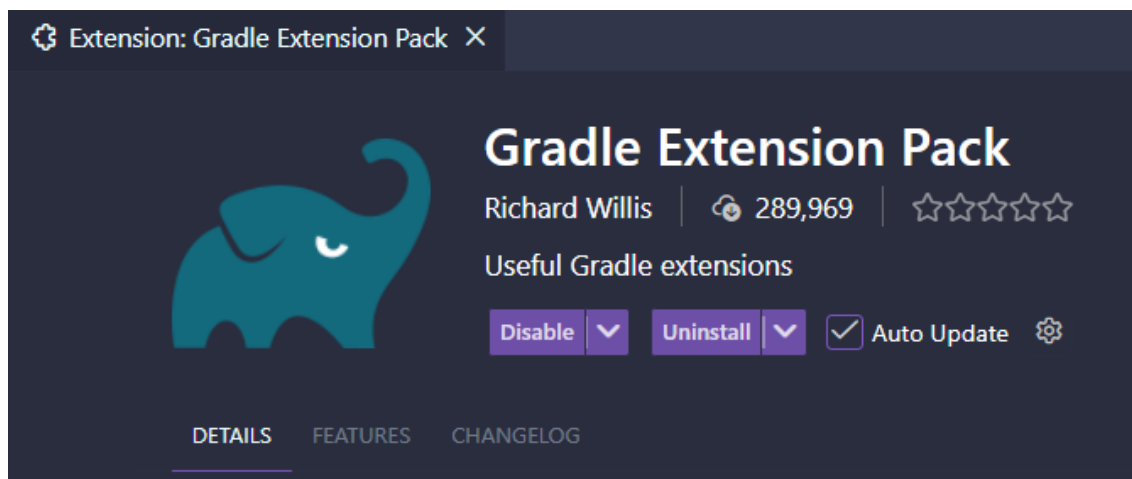 Extension: Gradle Extension Pack
Gradle Extension Pack
Richard Willis 289,969
Useful Gradle extensions
Disable Uninstall Auto Update
DETAILS FEATURES CHANGELOG